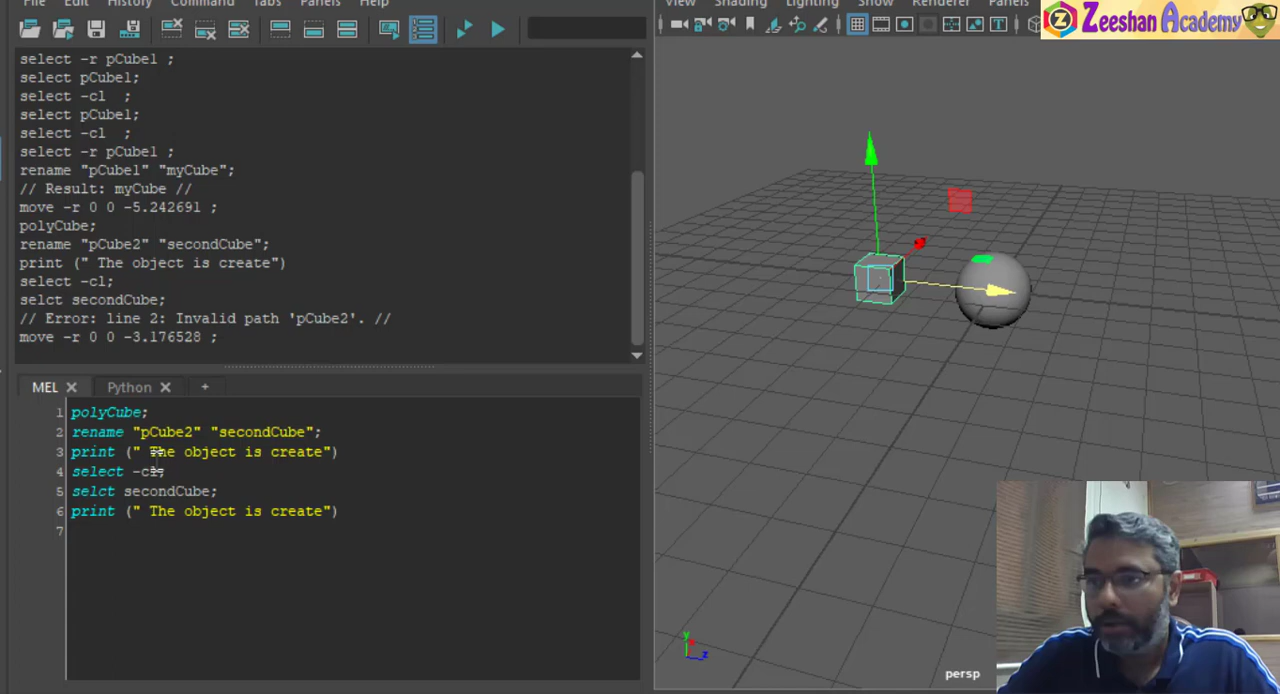 File Edit History Command Tabs Panels Help
View Shading Lighting Show Renderer Panels
Zeeshan Academy
select -r pCube1 ;
select pCube1;
select -cl ;
select pCube1;
select -cl ;
select -r pCube1 ;
rename "pCube1" "myCube";
// Result: myCube //
move -r 0 0 -5.242691 ;
polyCube;
rename "pCube2" "secondCube";
print (" The object is create")
select -cl;
selct secondCube;
// Error: line 2: Invalid path 'pCube2'. //
move -r 0 0 -3.176528 ;
MEL Python +
1 polyCube;
2 rename "pCube2" "secondCube";
3 print (" The object is create")
4 select -cl;
5 selct secondCube;
6 print (" The object is create")
7
y
z
persp